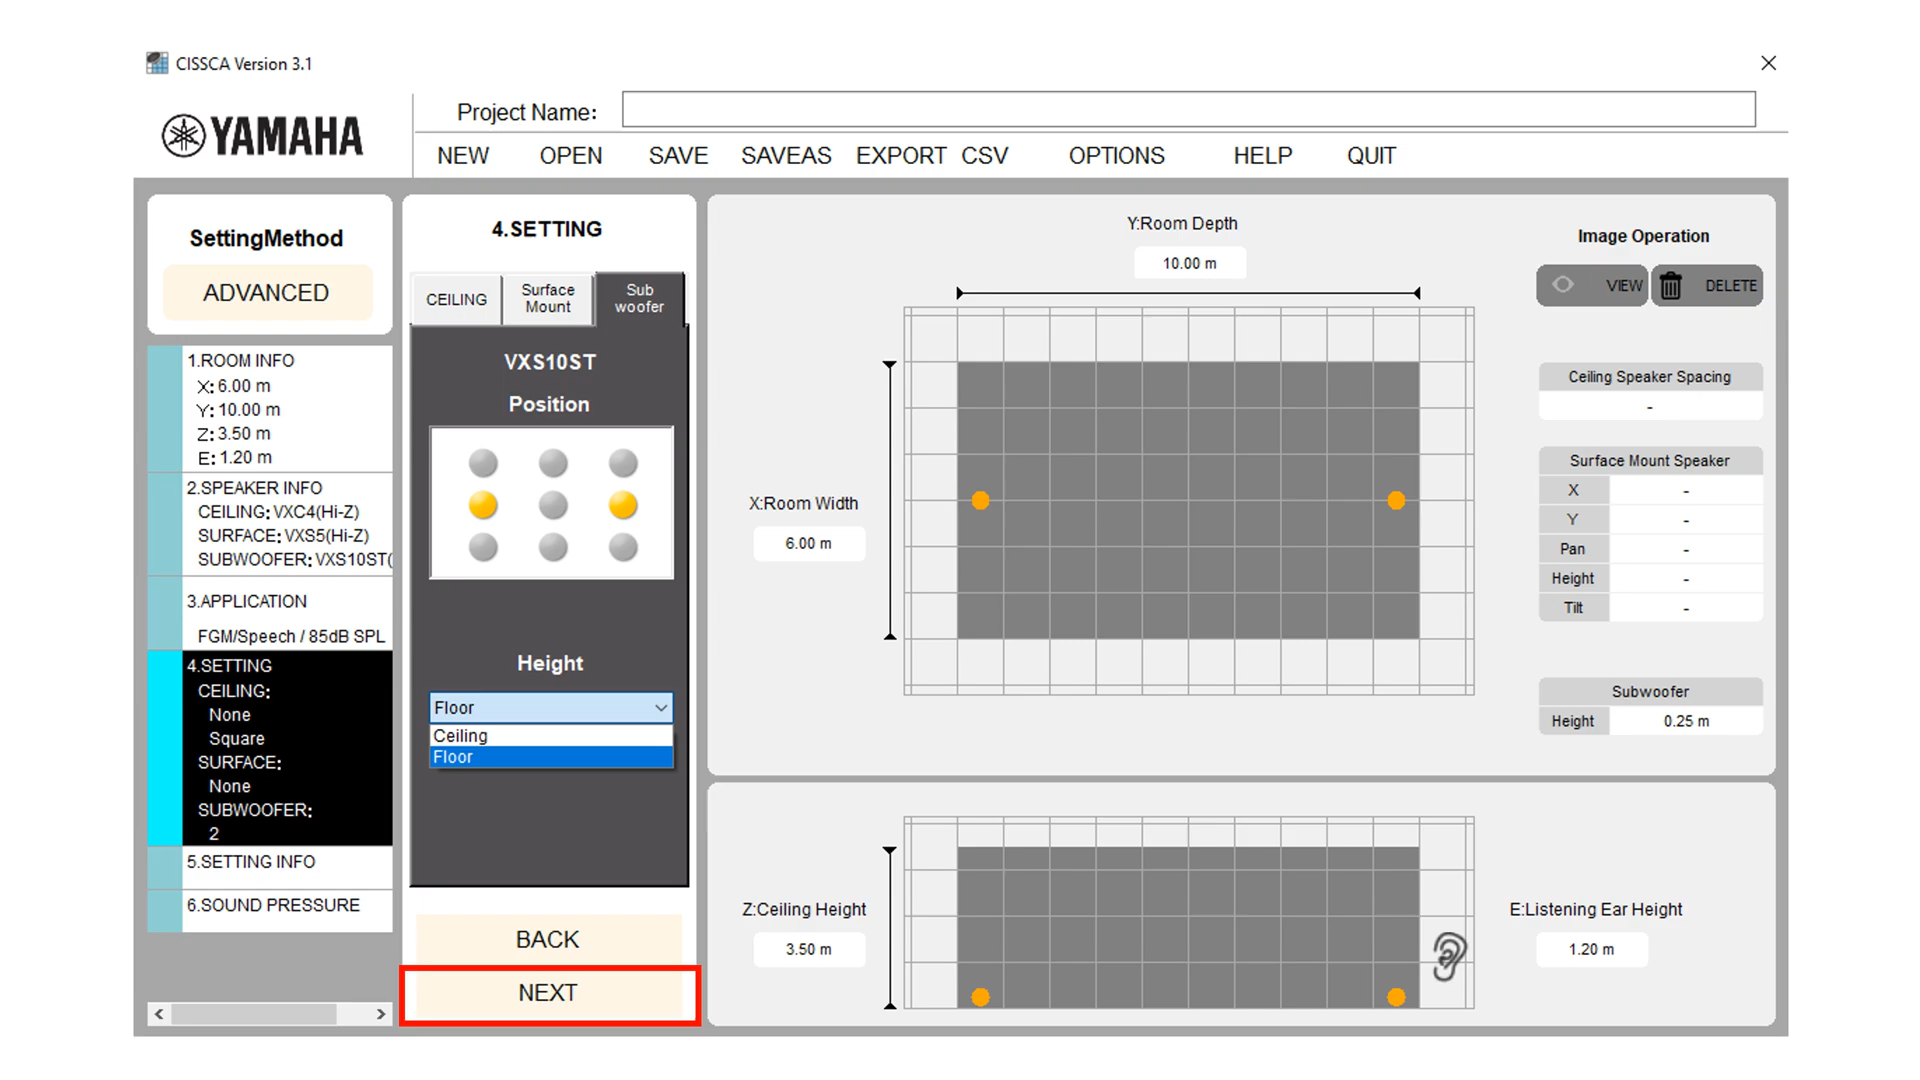 CISSCA Version 3.1
YAMAHA
Project Name:
NEW OPEN SAVE SAVEAS EXPORT CSV OPTIONS HELP QUIT
SettingMethod
ADVANCED
1.ROOM INFO
X: 6.00 m
Y: 10.00 m
Z: 3.50 m
E: 1.20 m
2.SPEAKER INFO
CEILING: VXC4(Hi-Z)
SURFACE: VXS5(Hi-Z)
SUBWOOFER: VXS10ST(
3.APPLICATION
FGM/Speech / 85dB SPL
4.SETTING
CEILING:
None
Square
SURFACE:
None
SUBWOOFER:
2
5.SETTING INFO
6.SOUND PRESSURE
4.SETTING
CEILING
Surface
Mount
Sub
woofer
VXS10ST
Position
Height
Floor
Ceiling
Floor
BACK
NEXT
Y:Room Depth
10.00 m
X:Room Width
6.00 m
Image Operation
VIEW
DELETE
Ceiling Speaker Spacing
-
Surface Mount Speaker
X -
Y -
Pan -
Height -
Tilt -
Subwoofer
Height 0.25 m
Z:Ceiling Height
3.50 m
E:Listening Ear Height
1.20 m